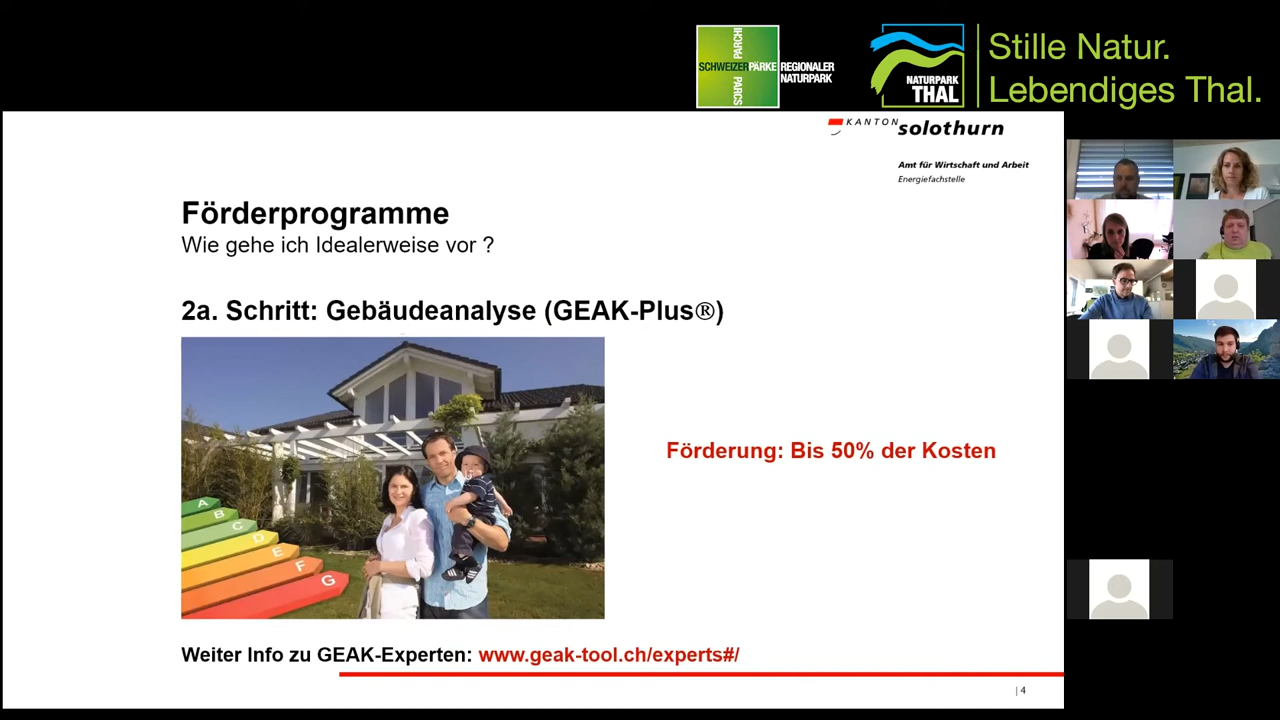 SCHWEIZER PÄRKE
PARCHI
PARCS
REGIONALER
NATURPARK
NATURPARK
THAL
Stille Natur.
Lebendiges Thal.
KANTON solothurn
Amt für Wirtschaft und Arbeit
Energiefachstelle
Förderprogramme
Wie gehe ich Idealerweise vor ?
2a. Schritt: Gebäudeanalyse (GEAK-Plus®)
A
B
C
D
E
F
G
Förderung: Bis 50% der Kosten
Weiter Info zu GEAK-Experten: www.geak-tool.ch/experts#/
| 4